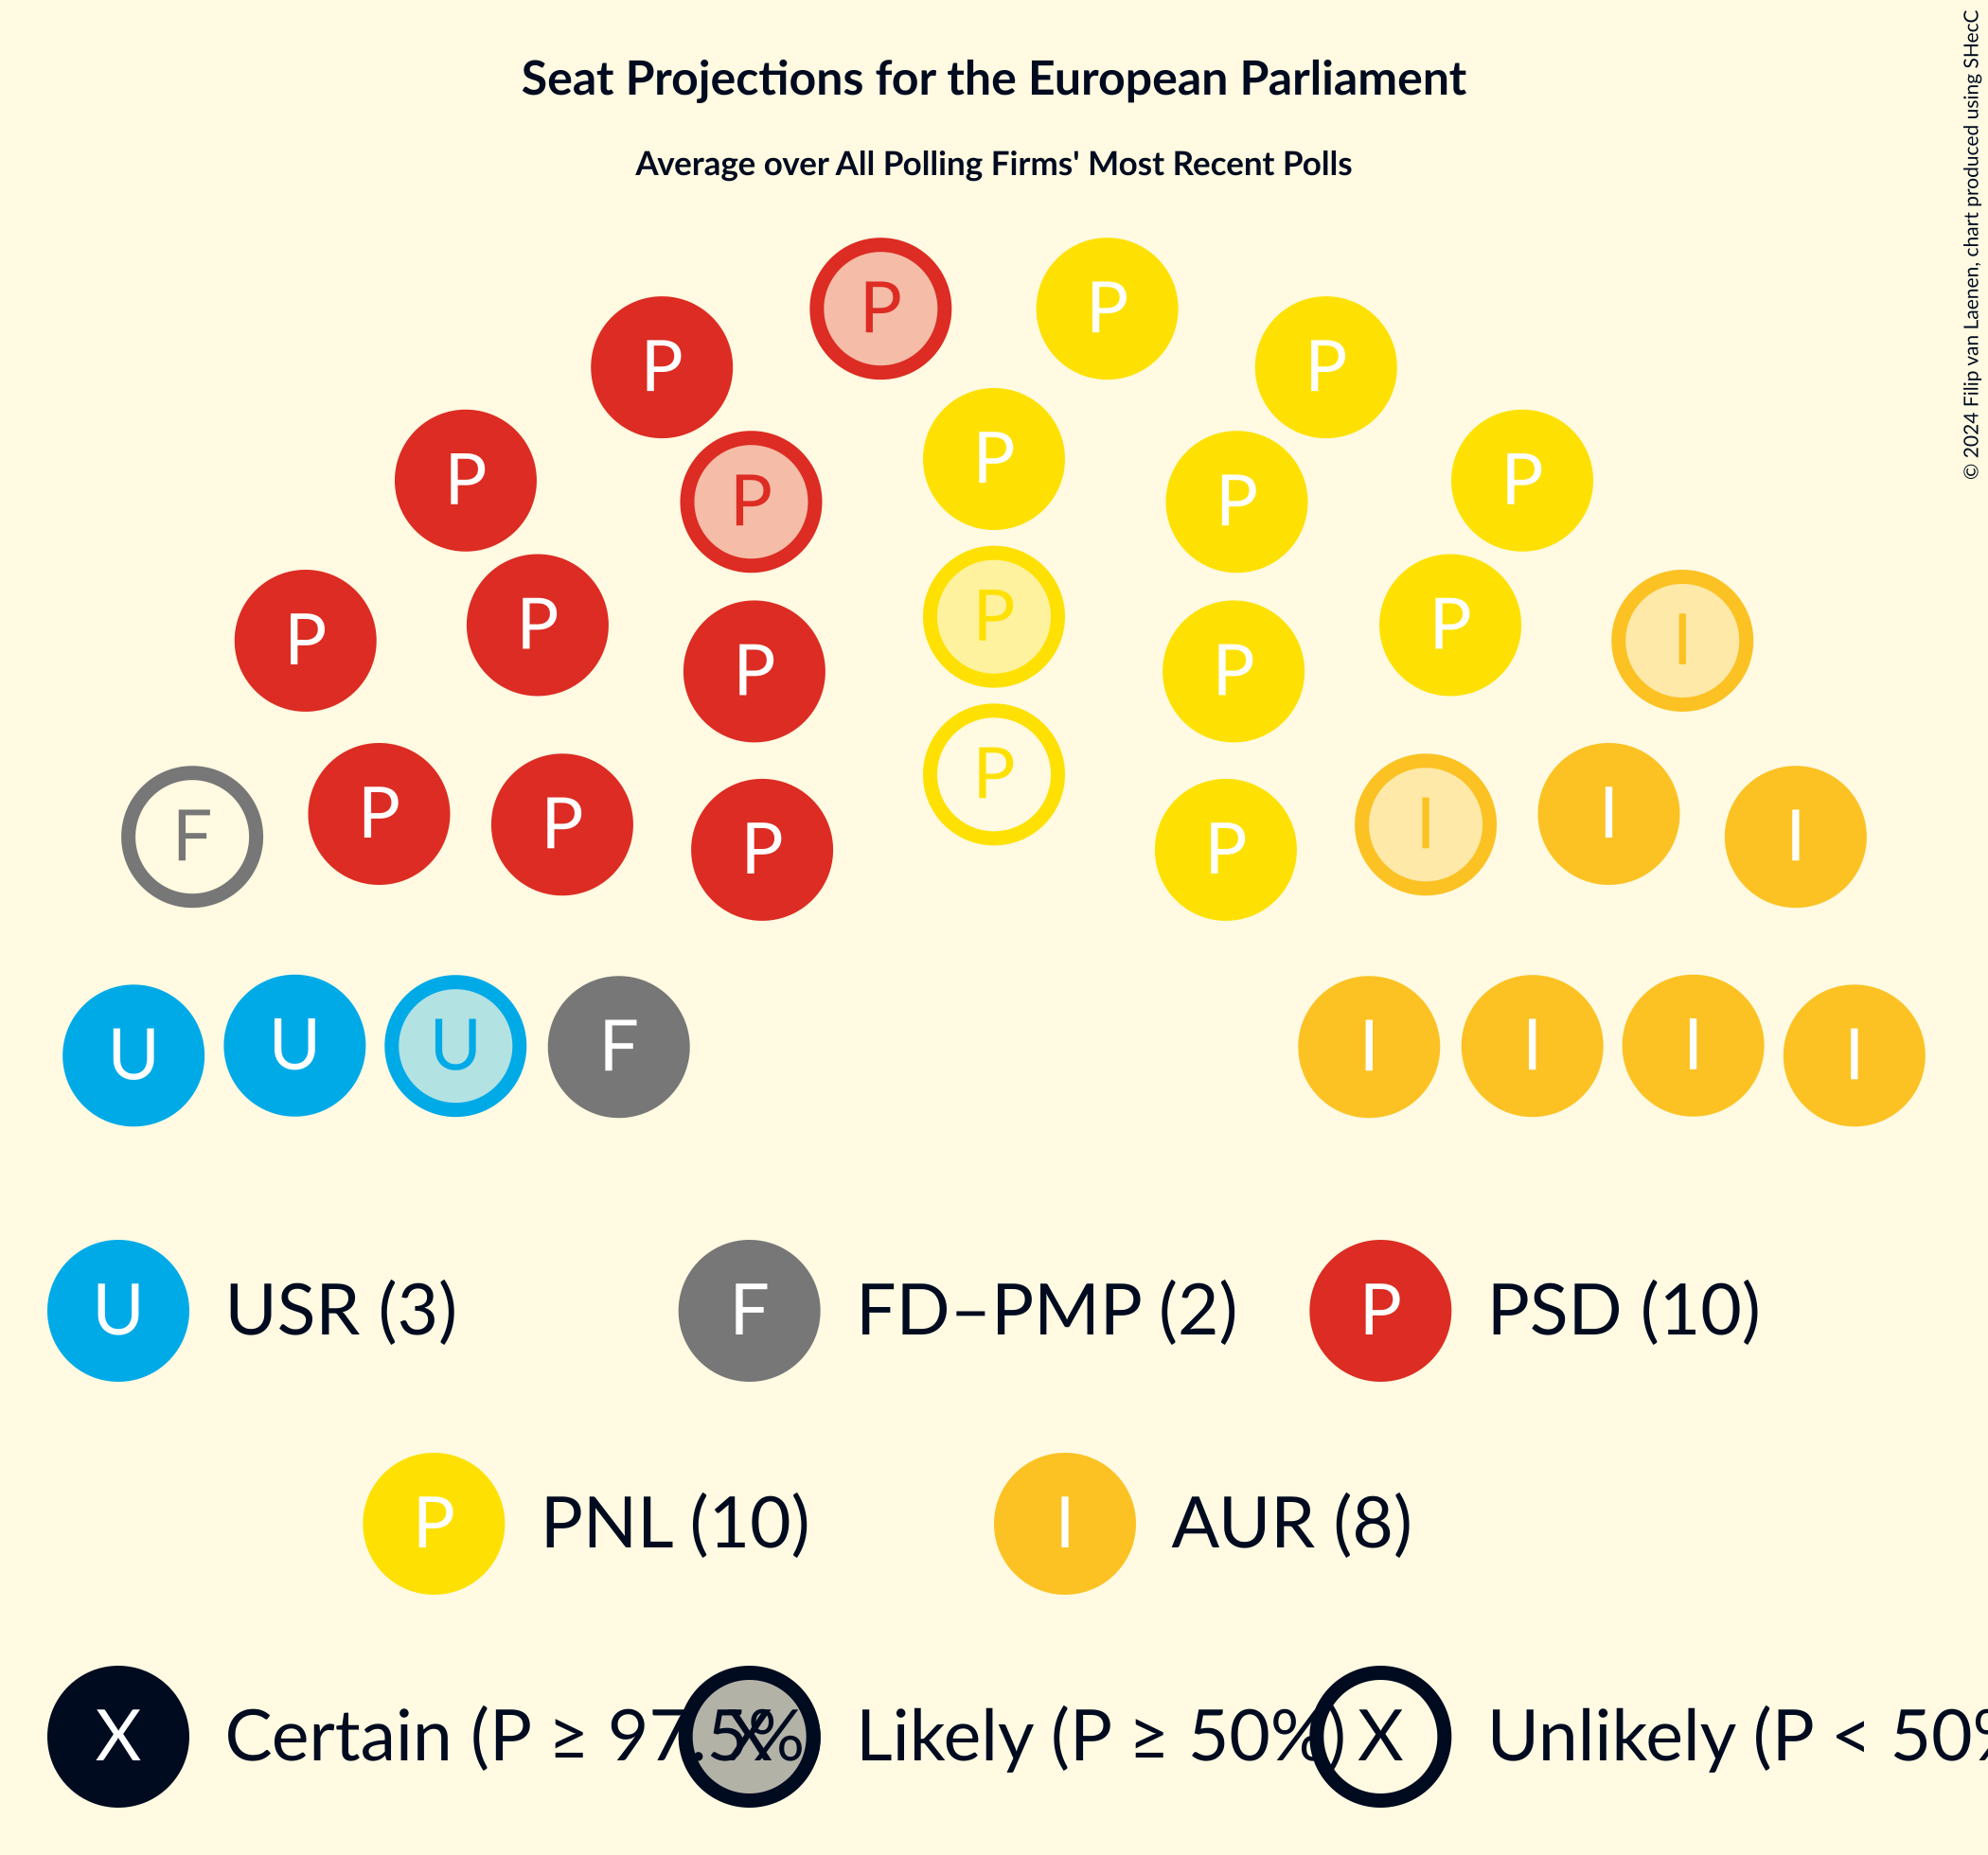 Seat Projections for the European Parliament
Average over All Polling Firms' Most Recent Polls
© 2024 Filip van Laenen, chart produced using SHecC
P P
P P
P P P
P P P
P I
P P
P P
P I
F P P P P P I I I
U U U F I I I I
U USR (3) F FD–PMP (2) P PSD (10)
P PNL (10) I AUR (8)
X Certain (P ≥ 97.5% X Likely (P ≥ 50%) X Unlikely (P < 50%